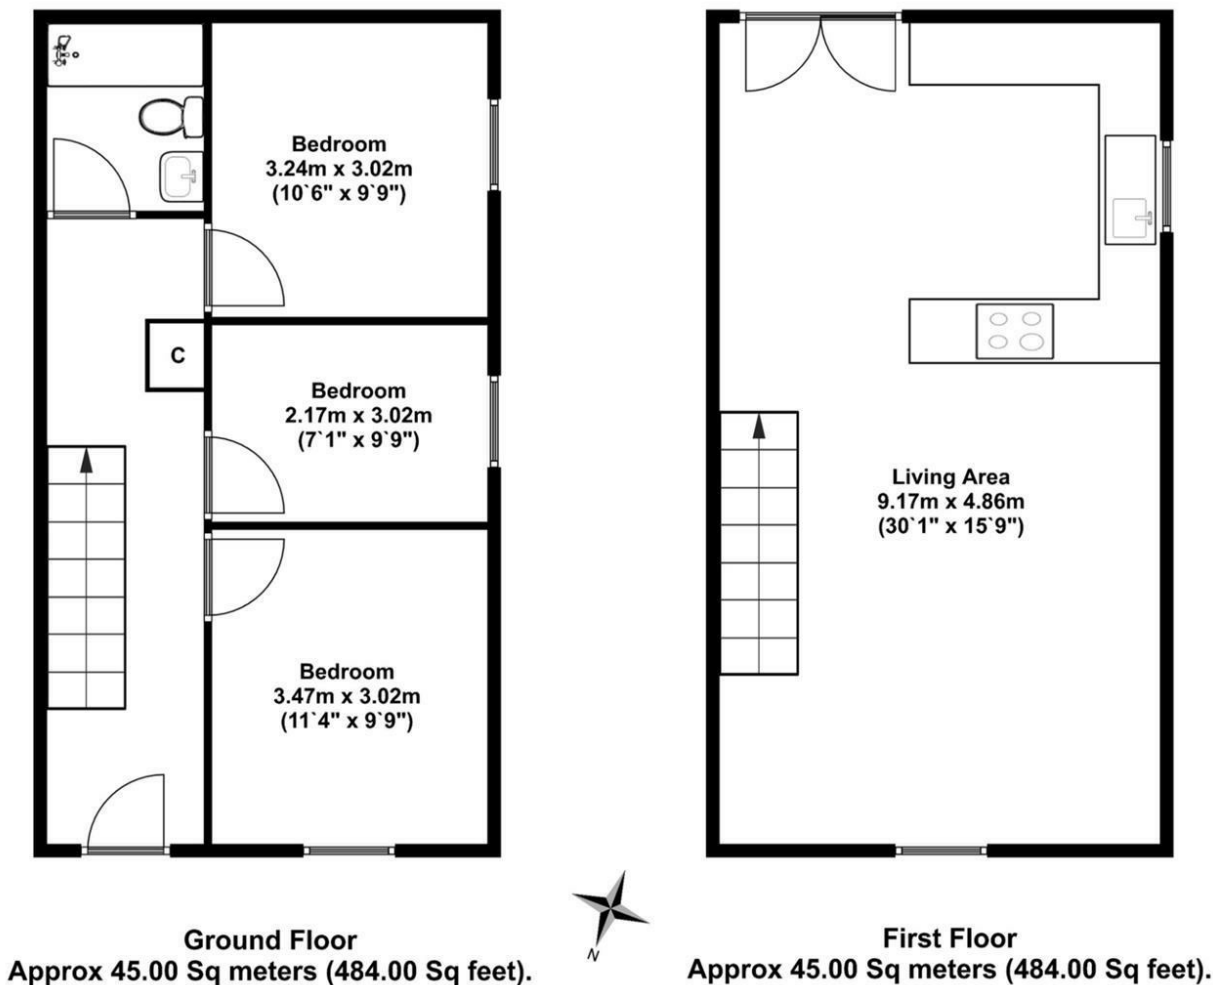 Bedroom
3.24m x 3.02m
(10`6" x 9`9")
C
Bedroom
2.17m x 3.02m
(7`1" x 9`9")
Bedroom
3.47m x 3.02m
(11`4" x 9`9")
Ground Floor
Approx 45.00 Sq meters (484.00 Sq feet).
N
Living Area
9.17m x 4.86m
(30`1" x 15`9")
First Floor
Approx 45.00 Sq meters (484.00 Sq feet).